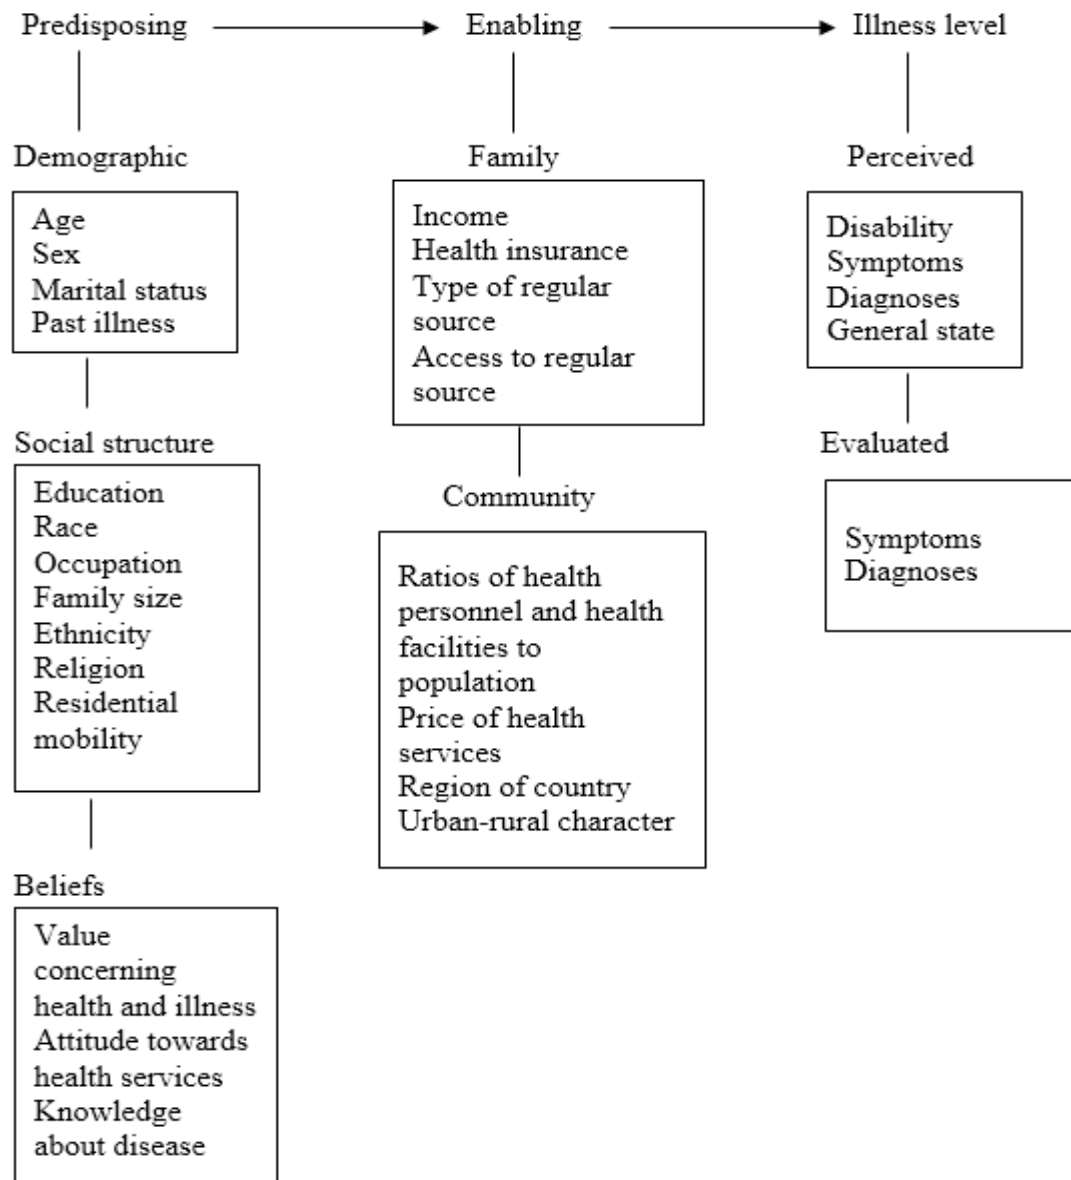 Predisposing
Enabling
Illness level
Demographic
Age
Sex
Marital status
Past illness
Social structure
Education
Race
Occupation
Family size
Ethnicity
Religion
Residential
mobility
Beliefs
Value
concerning
health and illness
Attitude towards
health services
Knowledge
about disease
Family
Income
Health insurance
Type of regular
source
Access to regular
source
Community
Ratios of health
personnel and health
facilities to
population
Price of health
services
Region of country
Urban-rural character
Perceived
Disability
Symptoms
Diagnoses
General state
Evaluated
Symptoms
Diagnoses